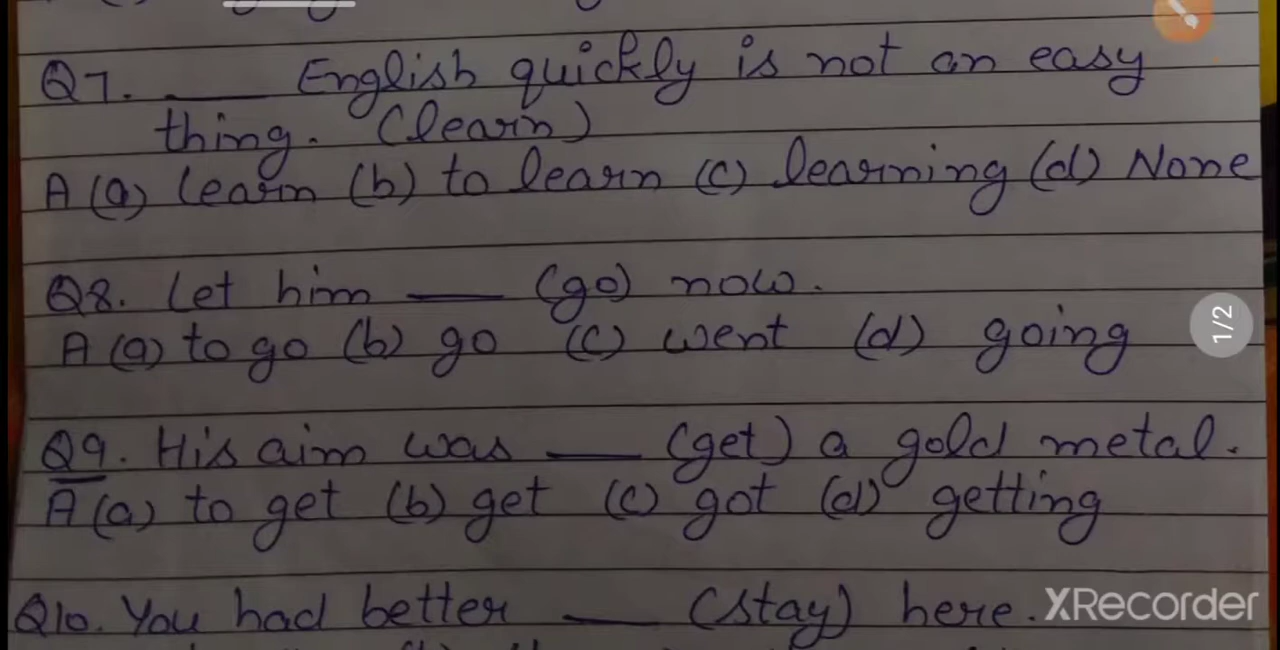 Q7. ___ English quickly is not an easy
thing. (learn)
A (a) learn (b) to learn (c) learning (d) None
Q8. Let him ___ (go) now.
A (a) to go (b) go (c) went (d) going
1/2
Q9. His aim was ___ (get) a gold metal.
A (a) to get (b) get (c) got (d) getting
Q10. You had better ___ (stay) here.
XRecorder